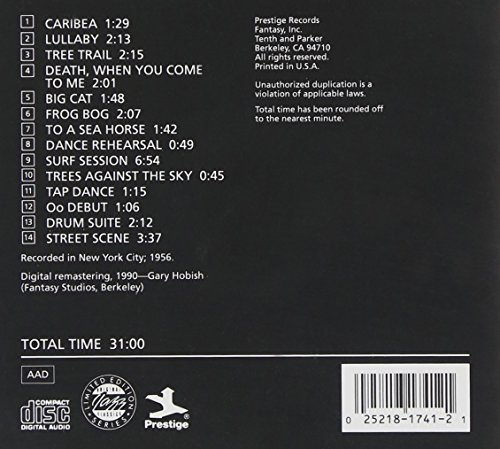 1 CARIBEA 1:29
2 LULLABY 2:13
3 TREE TRAIL 2:15
4 DEATH, WHEN YOU COME
TO ME 2:01
5 BIG CAT 1:48
6 FROG BOG 2:07
7 TO A SEA HORSE 1:42
8 DANCE REHEARSAL 0:49
9 SURF SESSION 6:54
10 TREES AGAINST THE SKY 0:45
11 TAP DANCE 1:15
12 Oo DEBUT 1:06
13 DRUM SUITE 2:12
14 STREET SCENE 3:37
Recorded in New York City; 1956.
Digital remastering, 1990—Gary Hobish
(Fantasy Studios, Berkeley)
Prestige Records
Fantasy, Inc.
Tenth and Parker
Berkeley, CA 94710
All rights reserved.
Printed in U.S.A.
Unauthorized duplication is a
violation of applicable laws.
Total time has been rounded off
to the nearest minute.
TOTAL TIME 31:00
AAD
COMPACT
disc
DIGITAL AUDIO
LIMITED EDITION
SERIES
ORIGINAL
Jazz
CLASSICS
Prestige
0 25218-1741-2 1